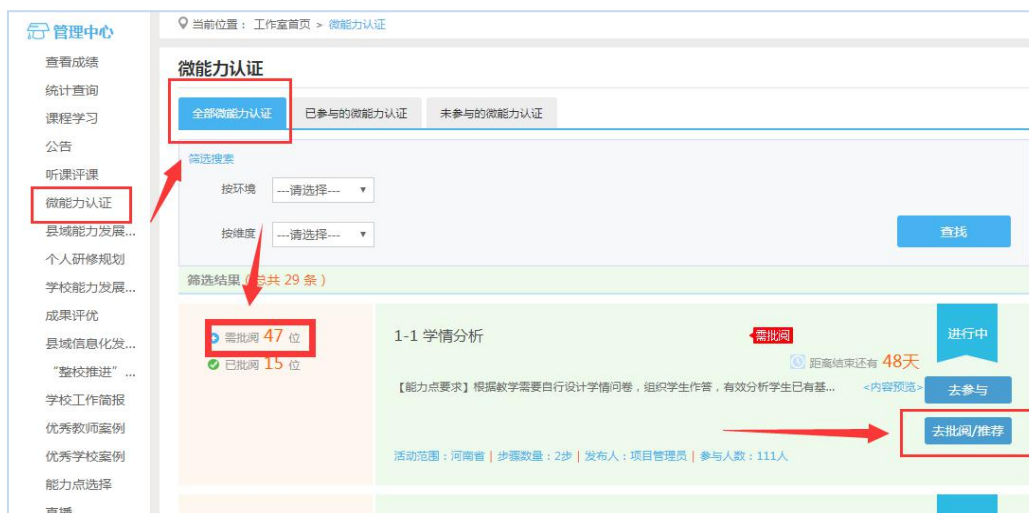 管理中心
查看成绩
统计查询
课程学习
公告
听课评课
微能力认证
县域能力发展...
个人研修规划
学校能力发展...
成果评优
县域信息化发...
“整校推进”...
学校工作简报
优秀教师案例
优秀学校案例
能力点选择
直播
当前位置： 工作室首页 > 微能力认证
微能力认证
全部微能力认证 已参与的微能力认证 未参与的微能力认证
筛选搜索
按环境 ---请选择---
按维度 ---请选择---
查找
筛选结果（总共 29 条）
需批阅 47 位
已批阅 15 位
1-1 学情分析
需批阅
进行中
距离结束还有 48天
【能力点要求】根据教学需要自行设计学情问卷，组织学生作答，有效分析学生已有基... <内容预览>
去参与
去批阅/推荐
活动范围：河南省 | 步骤数量：2步 | 发布人：项目管理员 | 参与人数：111人